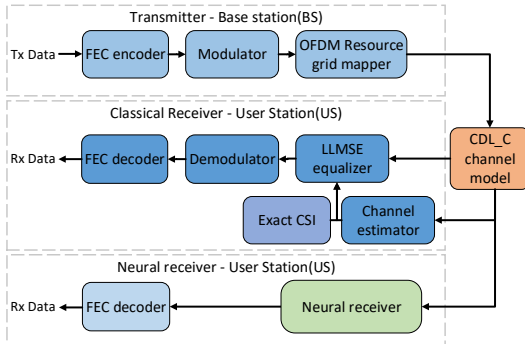 Transmitter - Base station(BS)
Tx Data
FEC encoder
Modulator
OFDM Resource
grid mapper
Classical Receiver - User Station(US)
Rx Data
FEC decoder
Demodulator
LLMSE
equalizer
CDL_C
channel
model
Exact CSI
Channel
estimator
Neural receiver - User Station(US)
Rx Data
FEC decoder
Neural receiver